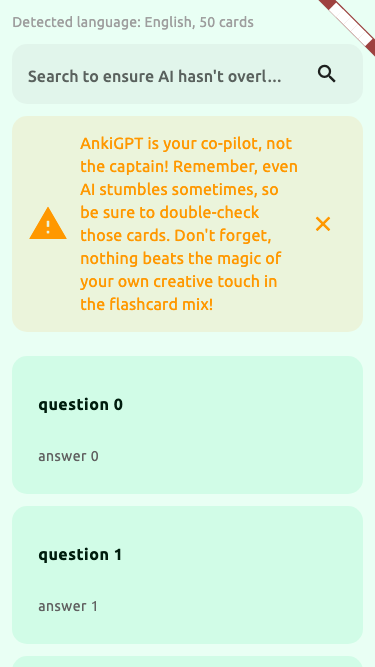 Detected language: English, 50 cards
Search to ensure AI hasn't overl...
AnkiGPT is your co-pilot, not
the captain! Remember, even
AI stumbles sometimes, so
be sure to double-check
those cards. Don't forget,
nothing beats the magic of
your own creative touch in
the flashcard mix!
question 0
answer 0
question 1
answer 1